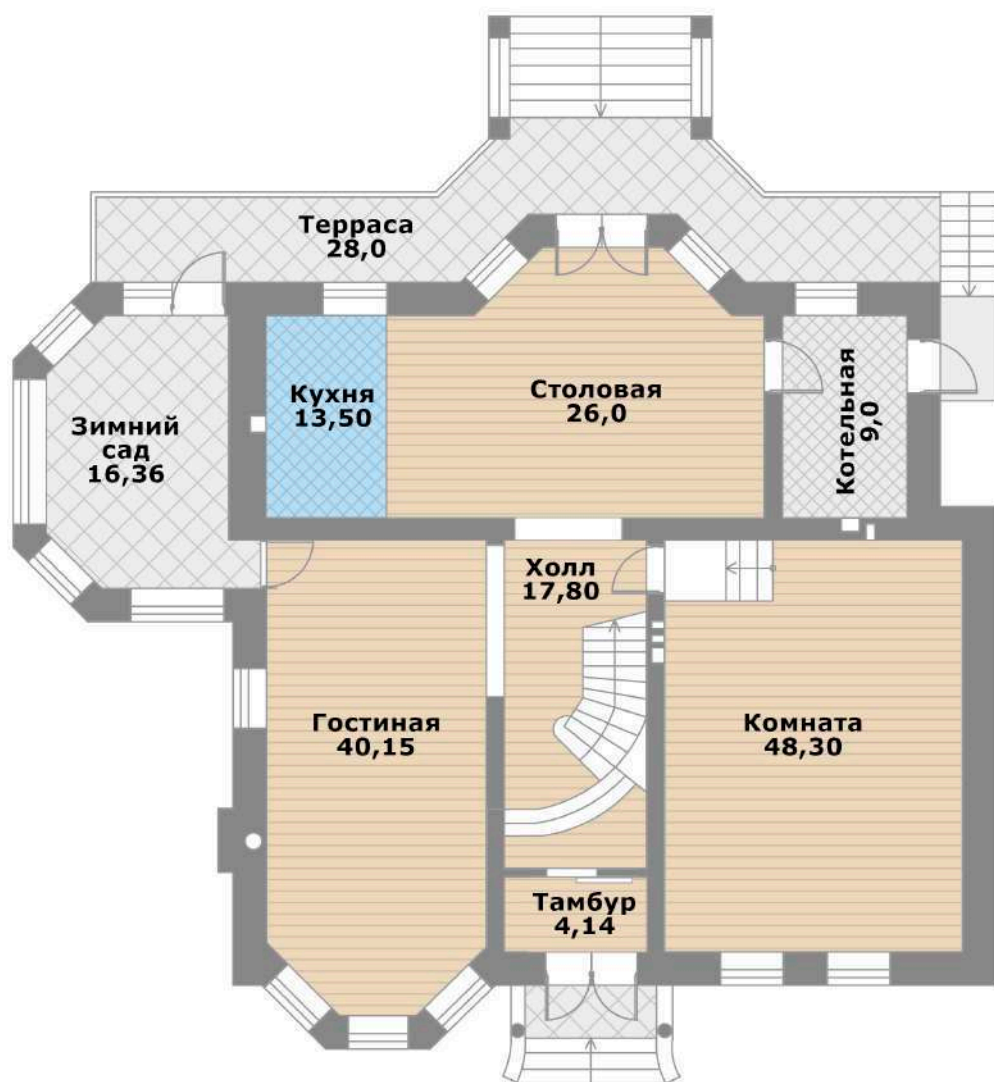 Терраса
28,0
Кухня
13,50
Столовая
26,0
Котельная
9,0
Зимний
сад
16,36
Холл
17,80
Гостиная
40,15
Комната
48,30
Тамбур
4,14